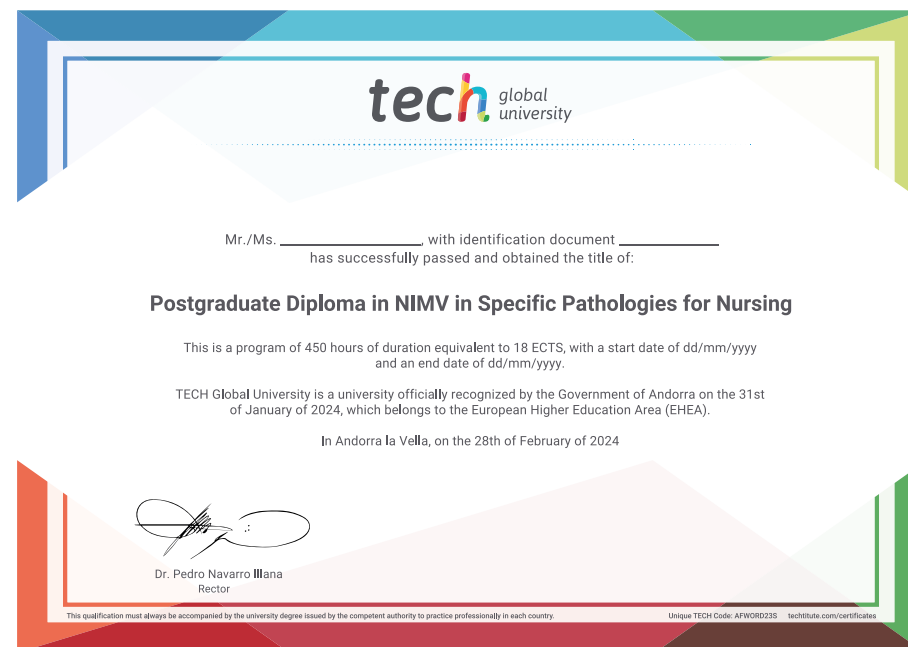 tech global university
Mr./Ms. ____________________, with identification document ______________
has successfully passed and obtained the title of:
Postgraduate Diploma in NIMV in Specific Pathologies for Nursing
This is a program of 450 hours of duration equivalent to 18 ECTS, with a start date of dd/mm/yyyy
and an end date of dd/mm/yyyy.
TECH Global University is a university officially recognized by the Government of Andorra on the 31st
of January of 2024, which belongs to the European Higher Education Area (EHEA).
In Andorra la Vella, on the 28th of February of 2024
Dr. Pedro Navarro Illana
Rector
This qualification must always be accompanied by the university degree issued by the competent authority to practice professionally in each country.
Unique TECH Code: AFWORD23S techtitute.com/certificates